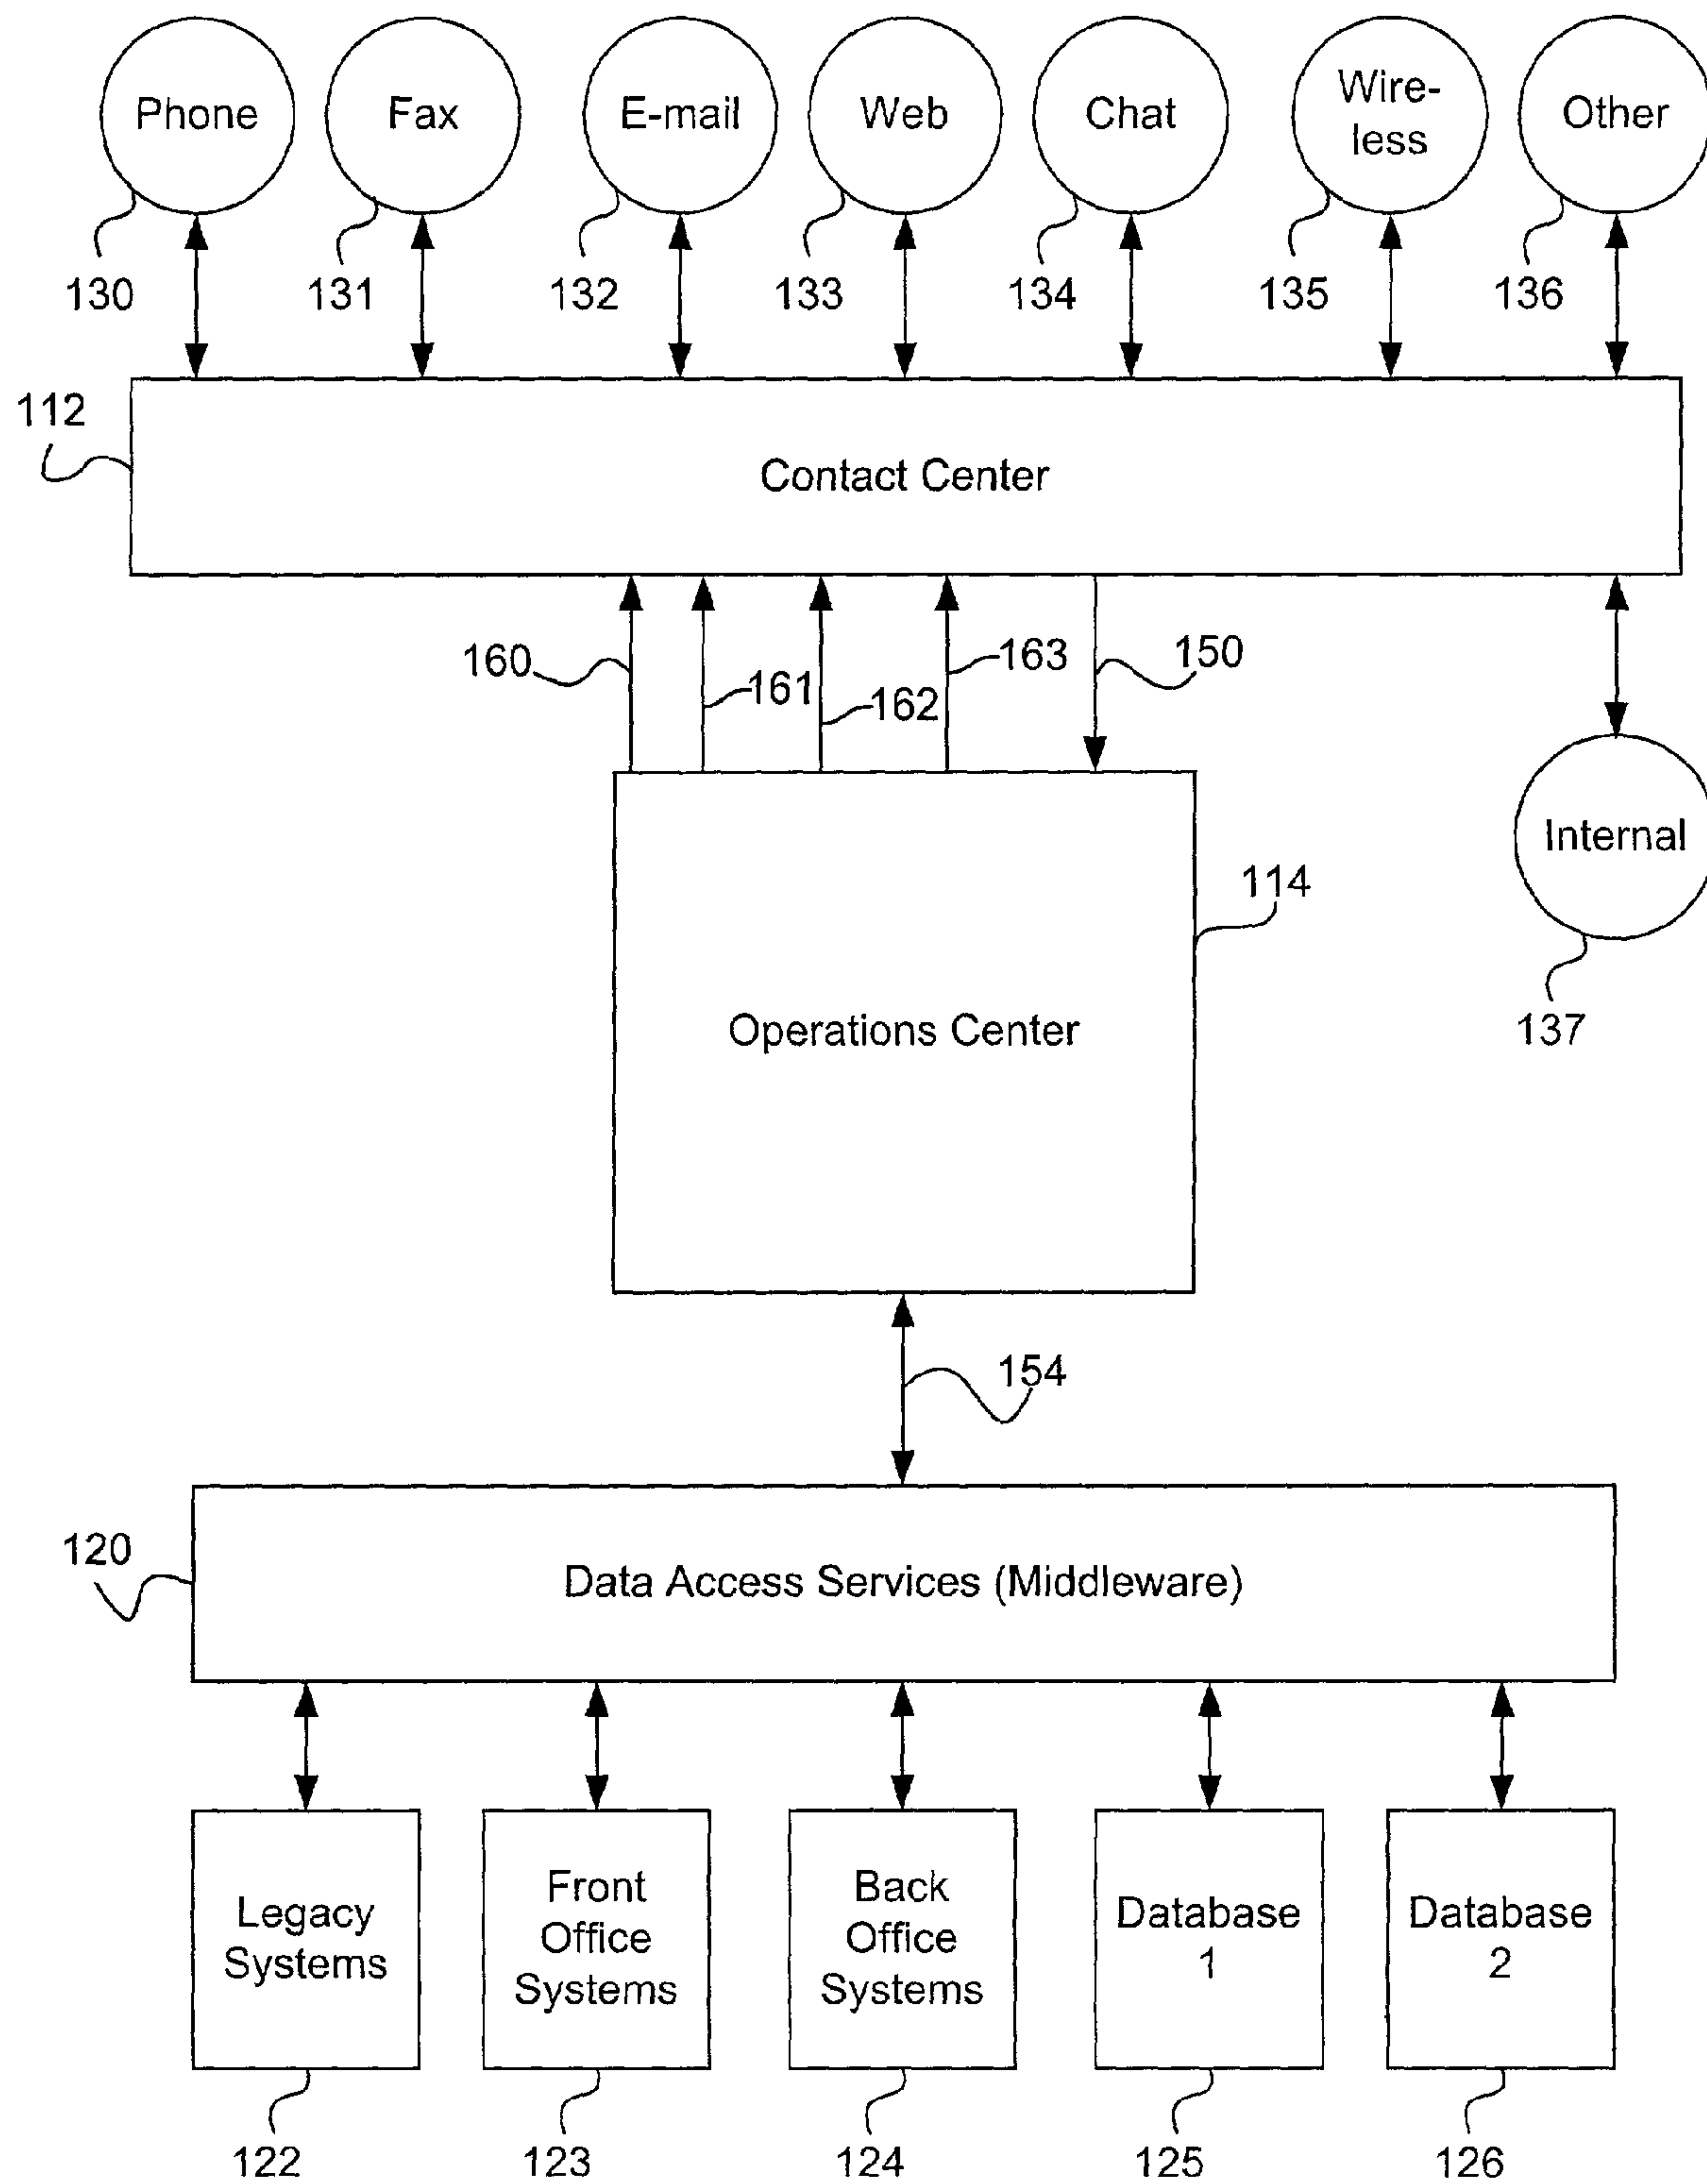 Phone
Fax
E-mail
Web
Chat
Wire-
less
Other
130
131
132
133
134
135
136
112
Contact Center
160
161
162
163
150
Internal
137
114
Operations Center
154
120
Data Access Services (Middleware)
Legacy
Systems
Front
Office
Systems
Back
Office
Systems
Database
1
Database
2
122
123
124
125
126